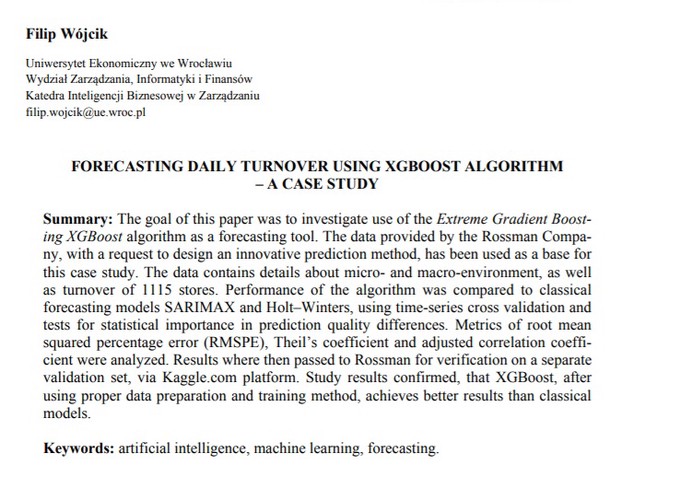 Filip Wójcik
Uniwersytet Ekonomiczny we Wrocławiu
Wydział Zarządzania, Informatyki i Finansów
Katedra Inteligencji Biznesowej w Zarządzaniu
filip.wojcik@ue.wroc.pl
FORECASTING DAILY TURNOVER USING XGBOOST ALGORITHM
– A CASE STUDY
Summary: The goal of this paper was to investigate use of the Extreme Gradient Boost-
ing XGBoost algorithm as a forecasting tool. The data provided by the Rossman Compa-
ny, with a request to design an innovative prediction method, has been used as a base for
this case study. The data contains details about micro- and macro-environment, as well
as turnover of 1115 stores. Performance of the algorithm was compared to classical
forecasting models SARIMAX and Holt–Winters, using time-series cross validation and
tests for statistical importance in prediction quality differences. Metrics of root mean
squared percentage error (RMSPE), Theil's coefficient and adjusted correlation coeffi-
cient were analyzed. Results where then passed to Rossman for verification on a separate
validation set, via Kaggle.com platform. Study results confirmed, that XGBoost, after
using proper data preparation and training method, achieves better results than classical
models.
Keywords: artificial intelligence, machine learning, forecasting.